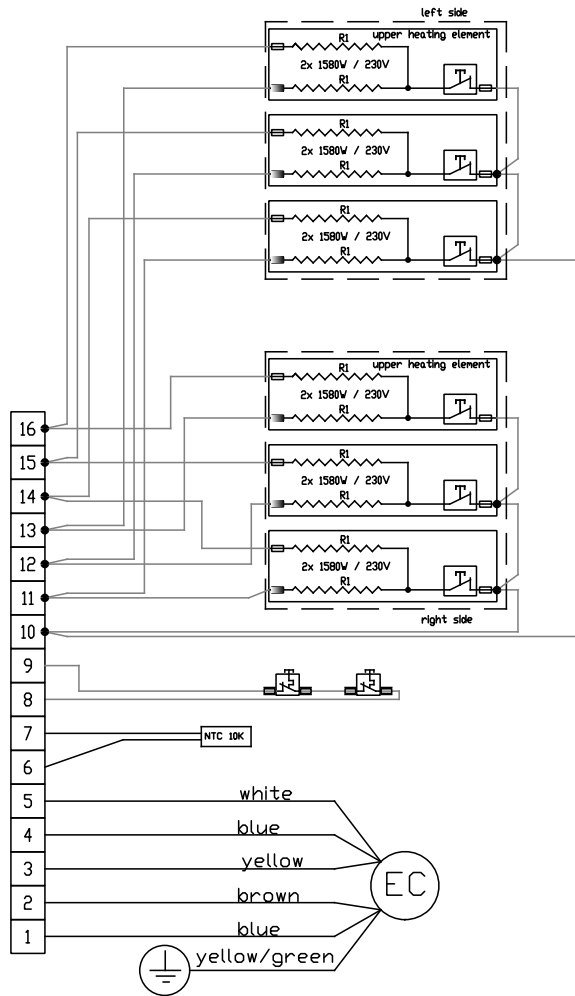 left side
R1
upper heating element
2x 1580W / 230V
R1
R1
2x 1580W / 230V
R1
R1
2x 1580W / 230V
R1
R1
upper heating element
2x 1580W / 230V
R1
R1
2x 1580W / 230V
R1
R1
2x 1580W / 230V
R1
right side
16
15
14
13
12
11
10
9
8
7
NTC 10K
6
5
white
4
blue
3
yellow
EC
2
brown
1
blue
yellow/green